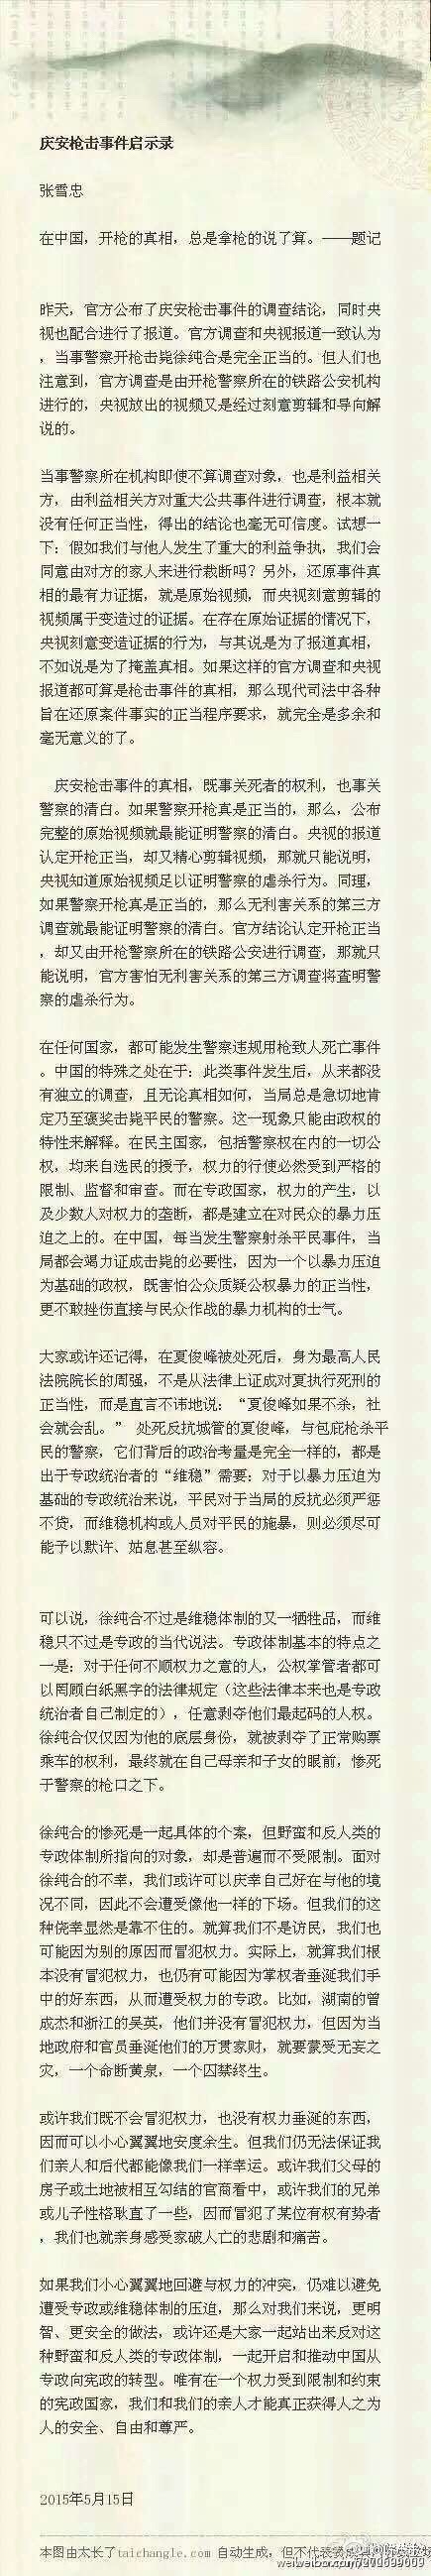 庆安枪击事件启示录
张雪忠
在中国，开枪的真相，总是拿枪的说了算。——题记
昨天，官方公布了庆安枪击事件的调查结论，同时央
视也配合进行了报道。官方调查和央视报道一致认为
，当事警察开枪击毙徐纯合是完全正当的。但人们也
注意到，官方调查是由开枪警察所在的铁路公安机构
进行的，央视放出的视频又是经过刻意剪辑和导向解
说的。
当事警察所在机构即使不算调查对象，也是利益相关
方，由利益相关方对重大公共事件进行调查，根本就
没有任何正当性，得出的结论也毫无可信度。试想一
下：假如我们与他人发生了重大的利益争执，我们会
同意由对方的家人来进行裁断吗？另外，还原事件真
相的最有力证据，就是原始视频，而央视刻意剪辑的
视频属于变造过的证据。在存在原始证据的情况下，
央视刻意变造证据的行为，与其说是为了报道真相，
不如说是为了掩盖真相。如果这样的官方调查和央视
报道都可算是枪击事件的真相，那么现代司法中各种
旨在还原案件事实的正当程序要求，就完全是多余和
毫无意义的了。
庆安枪击事件的真相，既事关死者的权利，也事关
警察的清白。如果警察开枪真是正当的，那么，公布
完整的原始视频就最能证明警察的清白。央视的报道
认定开枪正当，却又精心剪辑视频，那就只能说明，
央视知道原始视频足以证明警察的虐杀行为。同理，
如果警察开枪真是正当的，那么无利害关系的第三方
调查就最能证明警察的清白。官方结论认定开枪正当
，却又由开枪警察所在的铁路公安进行调查，那就只
能说明，官方害怕无利害关系的第三方调查将查明警
察的虐杀行为。
在任何国家，都可能发生警察违规用枪致人死亡事件
。中国的特殊之处在于：此类事件发生后，从来都没
有独立的调查，且无论真相如何，当局总是急切地肯
定乃至褒奖击毙平民的警察。这一现象只能由政权的
特性来解释。在民主国家，包括警察权在内的一切公
权，均来自选民的授予，权力的行使必然受到严格的
限制、监督和审查。而在专政国家，权力的产生，以
及少数人对权力的垄断，都是建立在对民众的暴力压
迫之上的。在中国，每当发生警察射杀平民事件，当
局都会竭力证成击毙的必要性，因为一个以暴力压迫
为基础的政权，既害怕公众质疑公权暴力的正当性，
更不敢挫伤直接与民众作战的暴力机构的士气。
大家或许还记得，在夏俊峰被处死后，身为最高人民
法院院长的周强，不是从法律上证成对夏执行死刑的
正当性，而是直言不讳地说：“夏俊峰如果不杀，社
会就会乱。” 处死反抗城管的夏俊峰，与包庇枪杀平
民的警察，它们背后的政治考量是完全一样的，都是
出于专政统治者的“维稳”需要：对于以暴力压迫为
基础的专政统治来说，平民对于当局的反抗必须严惩
不贷，而维稳机构或人员对平民的施暴，则必须尽可
能予以默许、姑息甚至纵容。
可以说，徐纯合不过是维稳体制的又一牺牲品，而维
稳只不过是专政的当代说法。专政体制基本的特点之
一是：对于任何不顺权力之意的人，公权掌管者都可
以罔顾白纸黑字的法律规定（这些法律本来也是专政
统治者自己制定的），任意剥夺他们最起码的人权。
徐纯合仅仅因为他的底层身份，就被剥夺了正常购票
乘车的权利，最终就在自己母亲和子女的眼前，惨死
于警察的枪口之下。
徐纯合的惨死是一起具体的个案，但野蛮和反人类的
专政体制所指向的对象，却是普遍而不受限制。面对
徐纯合的不幸，我们或许可以庆幸自己好在与他的境
况不同，因此不会遭受像他一样的下场。但我们的这
种侥幸显然是靠不住的。就算我们不是访民，我们也
可能因为别的原因而冒犯权力。实际上，就算我们根
本没有冒犯权力，也仍有可能因为掌权者垂涎我们手
中的好东西，从而遭受权力的专政。比如，湖南的曾
成杰和浙江的吴英，他们并没有冒犯权力，但因为当
地政府和官员垂涎他们的万贯家财，就要蒙受无妄之
灾，一个命断黄泉，一个囚禁终生。
或许我们既不会冒犯权力，也没有权力垂涎的东西，
因而可以小心翼翼地安度余生。但我们仍无法保证我
们亲人和后代都能像我们一样幸运。或许我们父母的
房子或土地被相互勾结的官商看中，或许我们的兄弟
或儿子性格耿直了一些，因而冒犯了某位有权有势者
，我们也就亲身感受家破人亡的悲剧和痛苦。
如果我们小心翼翼地回避与权力的冲突，仍难以避免
遭受专政或维稳体制的压迫，那么对我们来说，更明
智、更安全的做法，或许还是大家一起站出来反对这
种野蛮和反人类的专政体制，一起开启和推动中国从
专政向宪政的转型。唯有在一个权力受到限制和约束
的宪政国家，我们和我们的亲人才能真正获得人之为
人的安全、自由和尊严。
2015年5月15日
本图由太长了taichangle.com 自动生成，但不代表